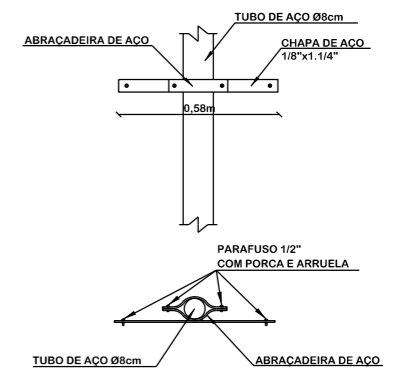 TUBO DE AÇO Ø8cm
ABRAÇADEIRA DE AÇO
CHAPA DE AÇO
1/8"x1.1/4"
0,58m
PARAFUSO 1/2"
COM PORCA E ARRUELA
TUBO DE AÇO Ø8cm
ABRAÇADEIRA DE AÇO